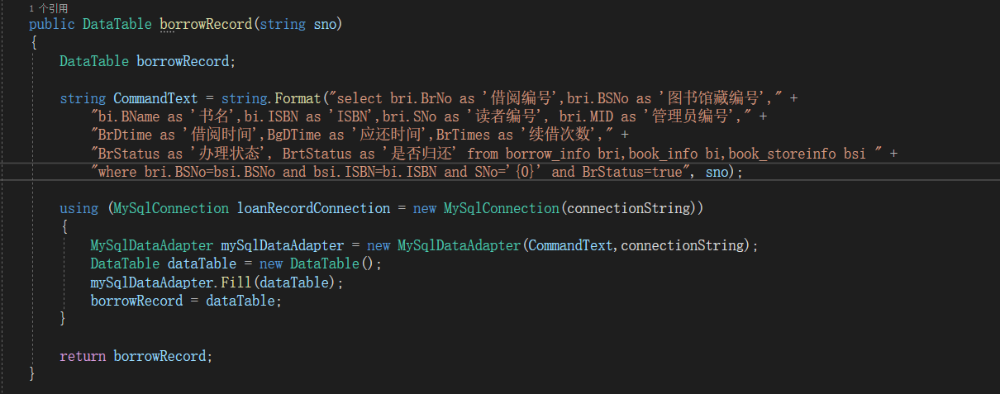 1 个引用
public DataTable borrowRecord(string sno)
{
DataTable borrowRecord;
string CommandText = string.Format("select bri.BrNo as '借阅编号',bri.BSNo as '图书馆藏编号'," +
"bi.BName as '书名',bi.ISBN as 'ISBN',bri.SNo as '读者编号', bri.MID as '管理员编号'," +
"BrDtime as '借阅时间',BgDTime as '应还时间',BrTimes as '续借次数'," +
"BrStatus as '办理状态', BrtStatus as '是否归还' from borrow_info bri,book_info bi,book_storeinfo bsi " +
"where bri.BSNo=bsi.BSNo and bsi.ISBN=bi.ISBN and SNo='{0}' and BrStatus=true", sno);
using (MySqlConnection loanRecordConnection = new MySqlConnection(connectionString))
{
MySqlDataAdapter mySqlDataAdapter = new MySqlDataAdapter(CommandText,connectionString);
DataTable dataTable = new DataTable();
mySqlDataAdapter.Fill(dataTable);
borrowRecord = dataTable;
}
return borrowRecord;
}